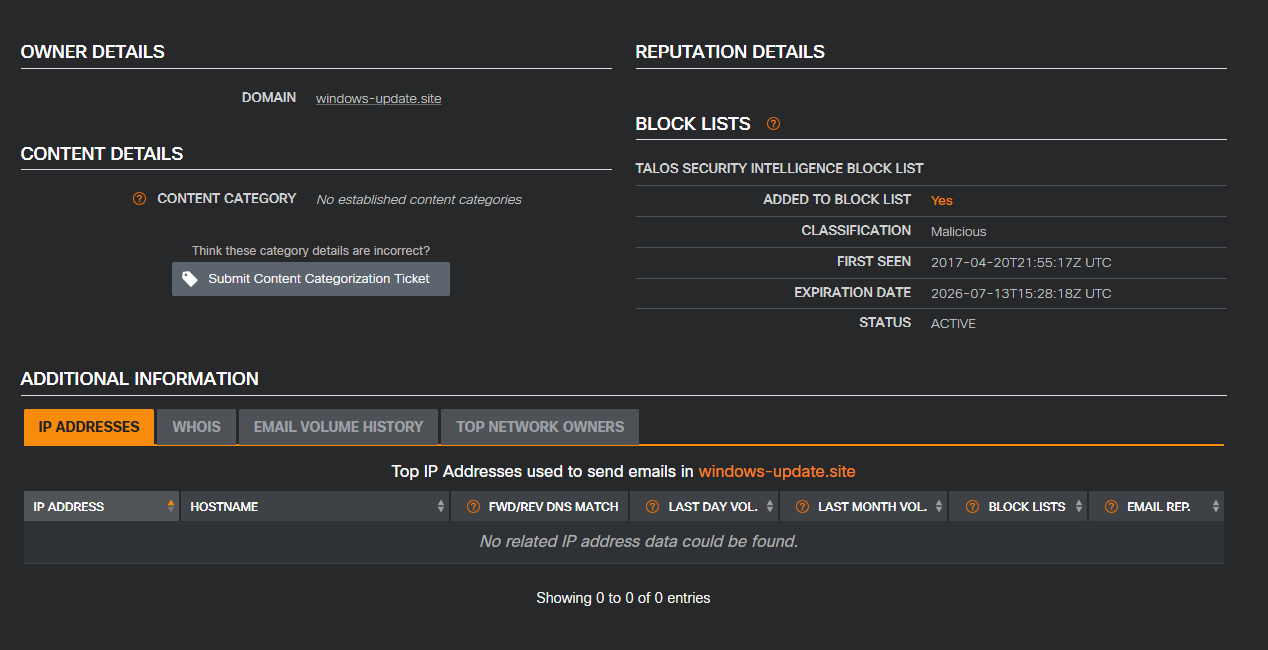 OWNER DETAILS
DOMAIN windows-update.site
CONTENT DETAILS
? CONTENT CATEGORY No established content categories
Think these category details are incorrect?
Submit Content Categorization Ticket
REPUTATION DETAILS
BLOCK LISTS ?
TALOS SECURITY INTELLIGENCE BLOCK LIST
ADDED TO BLOCK LIST Yes
CLASSIFICATION Malicious
FIRST SEEN 2017-04-20T21:55:17Z UTC
EXPIRATION DATE 2026-07-13T15:28:18Z UTC
STATUS ACTIVE
ADDITIONAL INFORMATION
IP ADDRESSES WHOIS EMAIL VOLUME HISTORY TOP NETWORK OWNERS
Top IP Addresses used to send emails in windows-update.site
IP ADDRESS HOSTNAME ? FWD/REV DNS MATCH ? LAST DAY VOL. ? LAST MONTH VOL. ? BLOCK LISTS ? EMAIL REP.
No related IP address data could be found.
Showing 0 to 0 of 0 entries